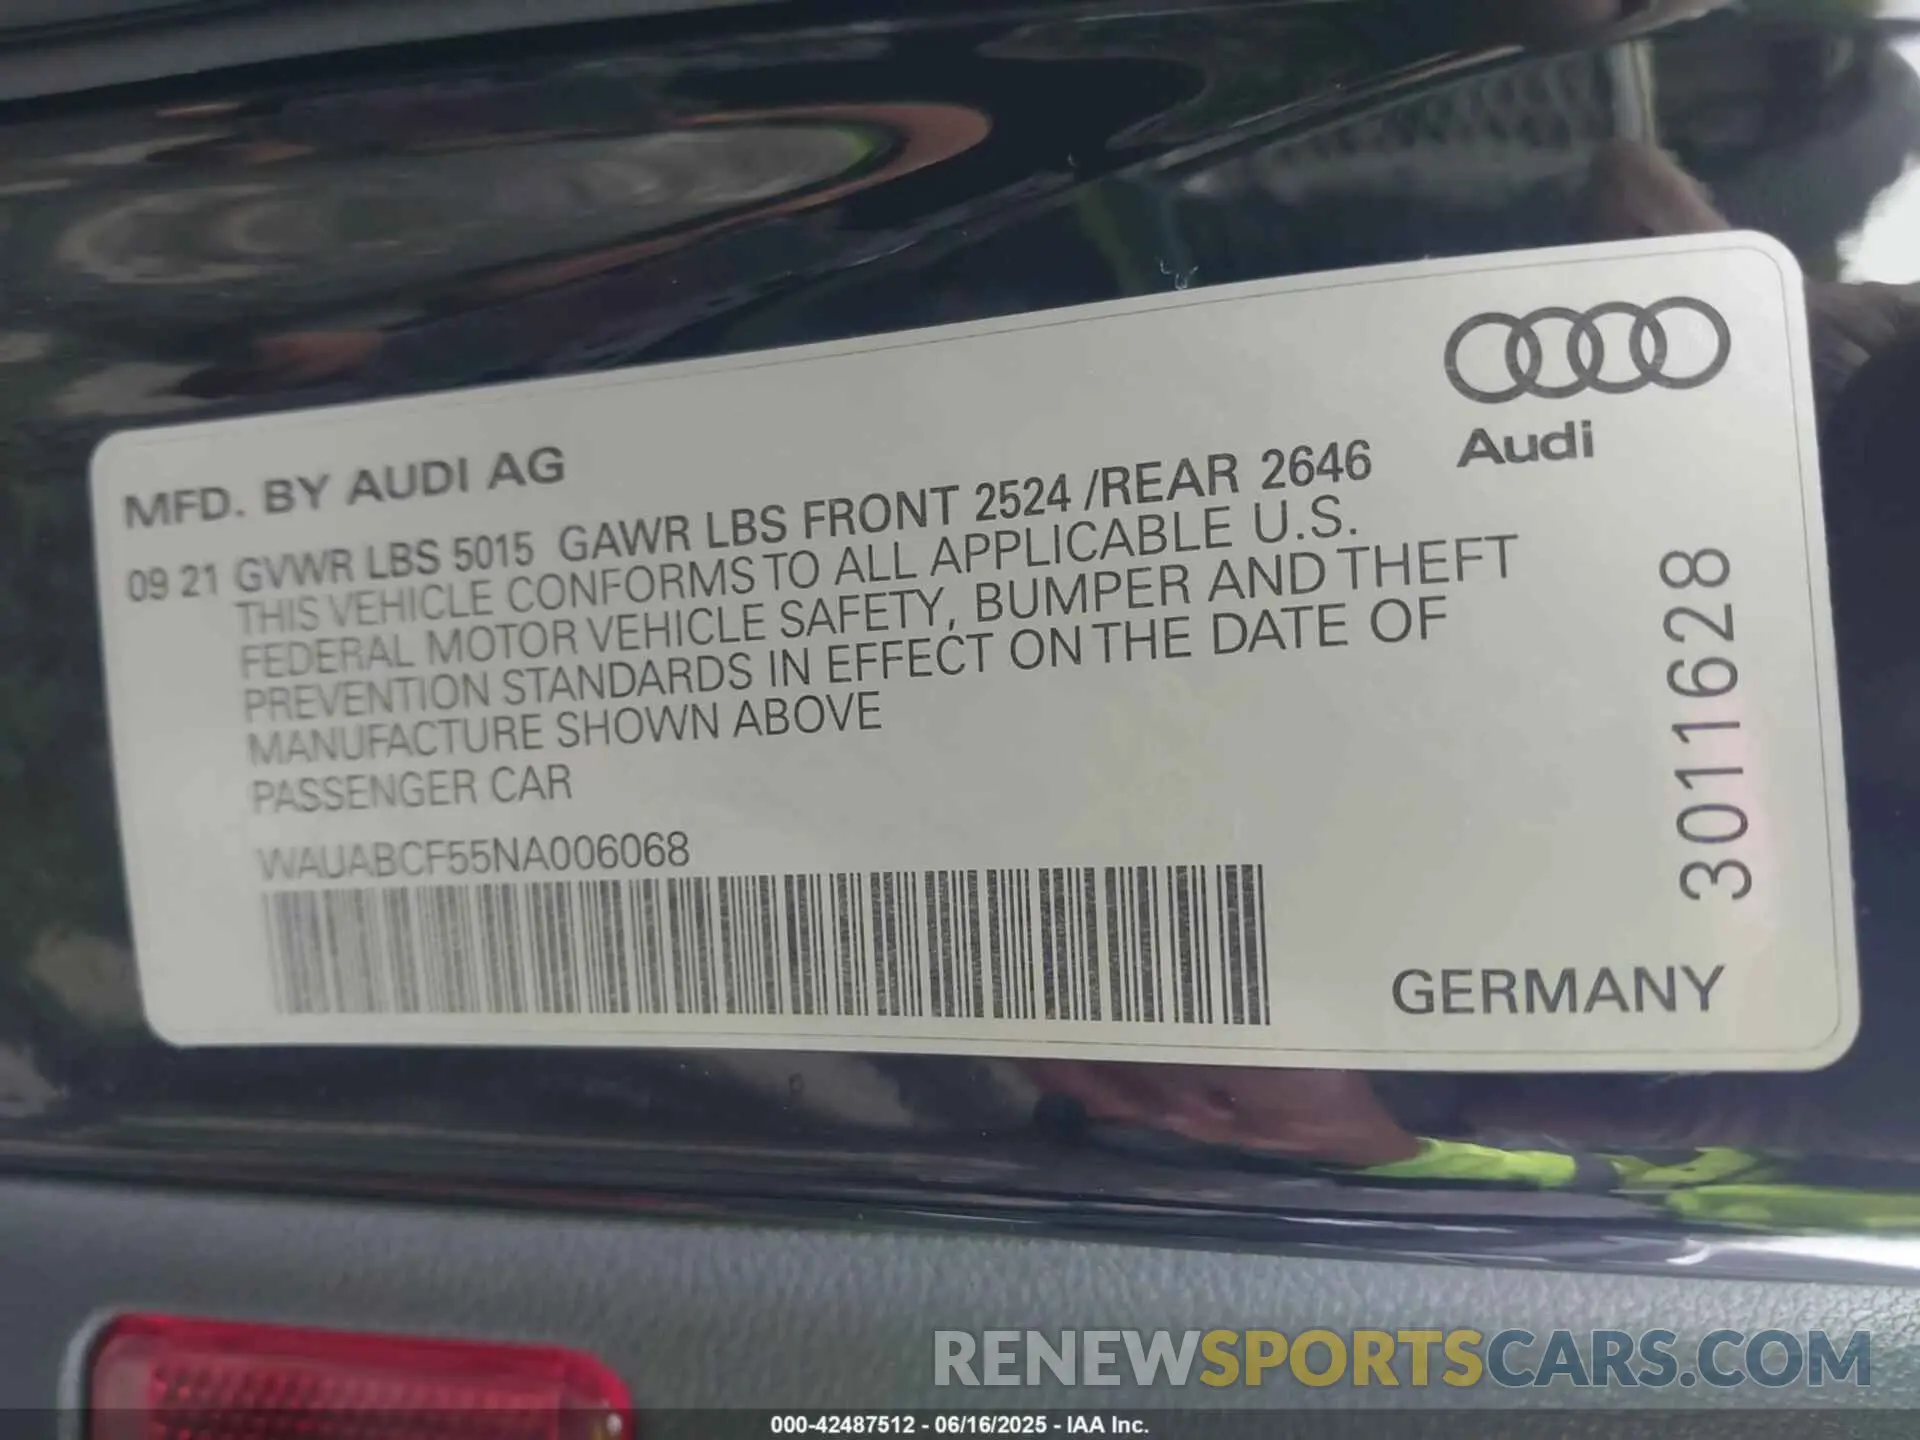 Audi
MFD. BY AUDI AG
09 21 GVWR LBS 5015 GAWR LBS FRONT 2524 /REAR 2646
THIS VEHICLE CONFORMS TO ALL APPLICABLE U.S.
FEDERAL MOTOR VEHICLE SAFETY, BUMPER AND THEFT
PREVENTION STANDARDS IN EFFECT ON THE DATE OF
MANUFACTURE SHOWN ABOVE
PASSENGER CAR
WAUABCF55NA006068
3011628
GERMANY
RENEWSPORTSCARS.COM
000-42487512 - 06/16/2025 - IAA Inc.